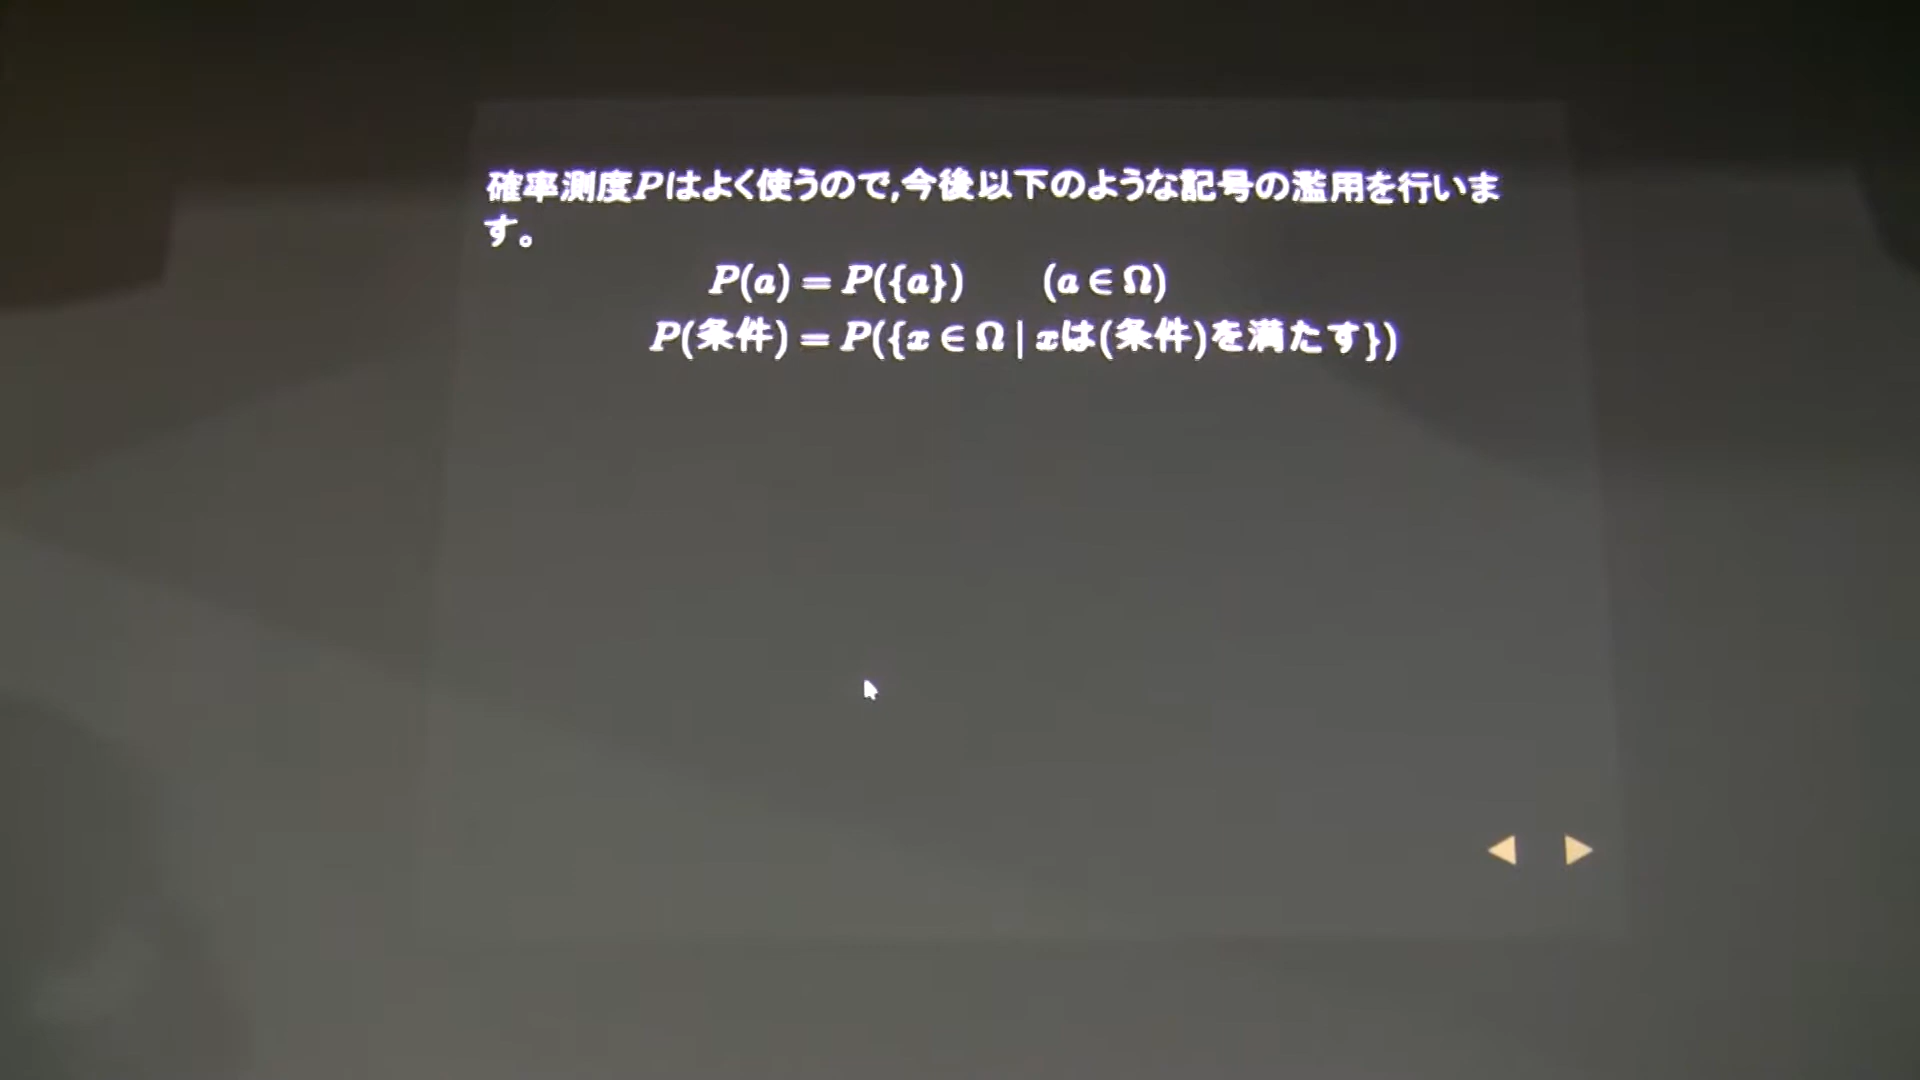 確率測度Pはよく使うので,今後以下のような記号の濫用を行いま
す。
P(a) = P({a})  (a ∈ Ω)
P(条件) = P({x ∈ Ω | xは(条件)を満たす})